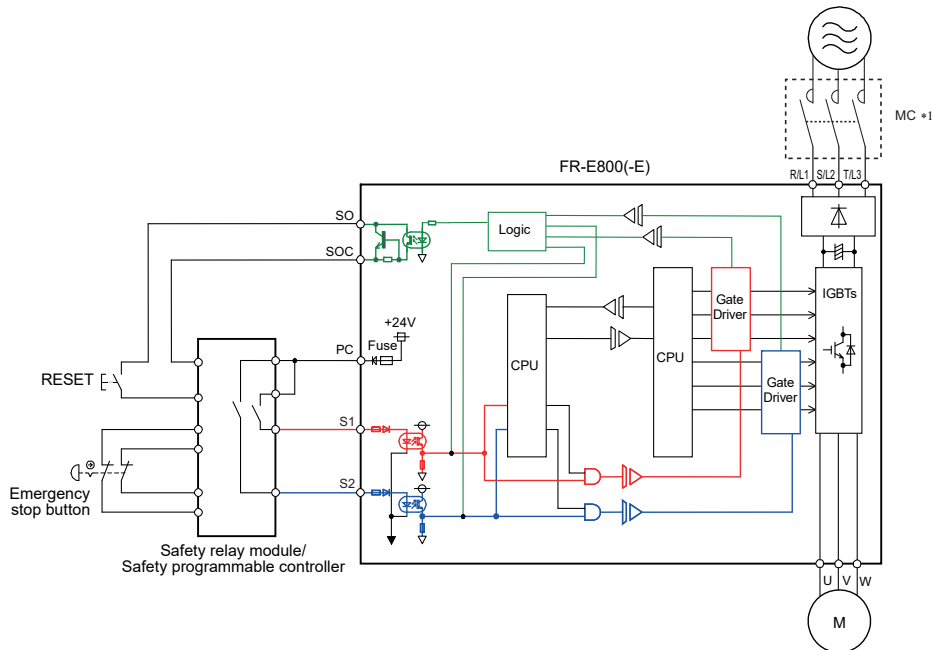 MC *1
R/L1 S/L2 T/L3
FR-E800(-E)
SO
Logic
SOC
+24V
Fuse
PC
Gate
Driver
IGBTs
CPU
CPU
Gate
Driver
RESET
S1
S2
Emergency
stop button
Safety relay module/
Safety programmable controller
U V W
M